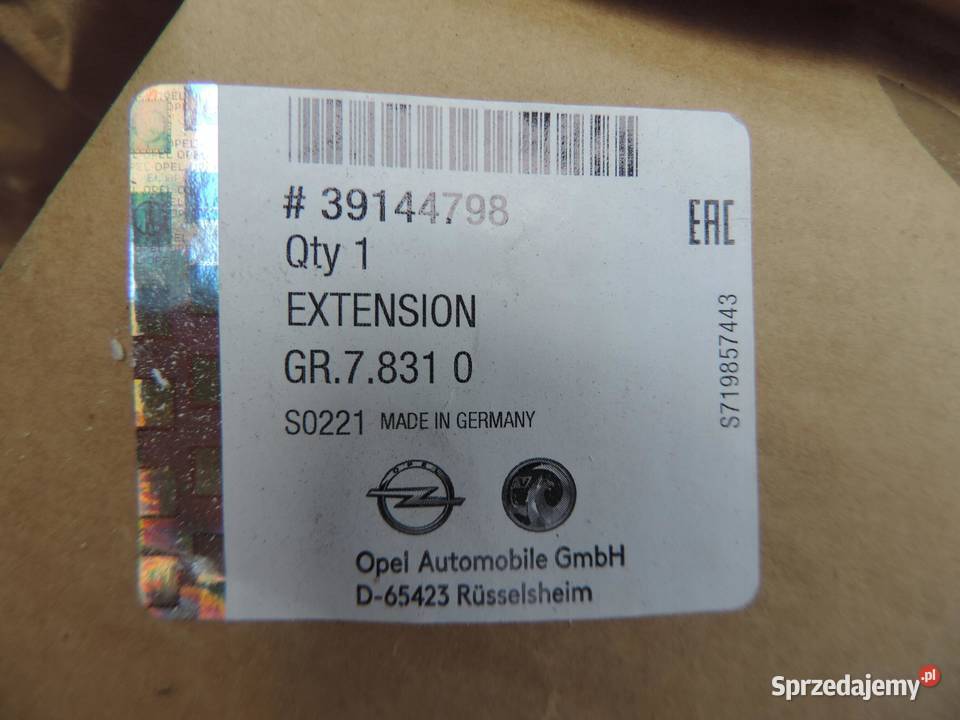 # 39144798
Qty 1
EXTENSION
GR.7.831 0
S0221 MADE IN GERMANY
EAC
S719857443
OPEL
Opel Automobile GmbH
D-65423 Rüsselsheim
Sprzedajemy.pl